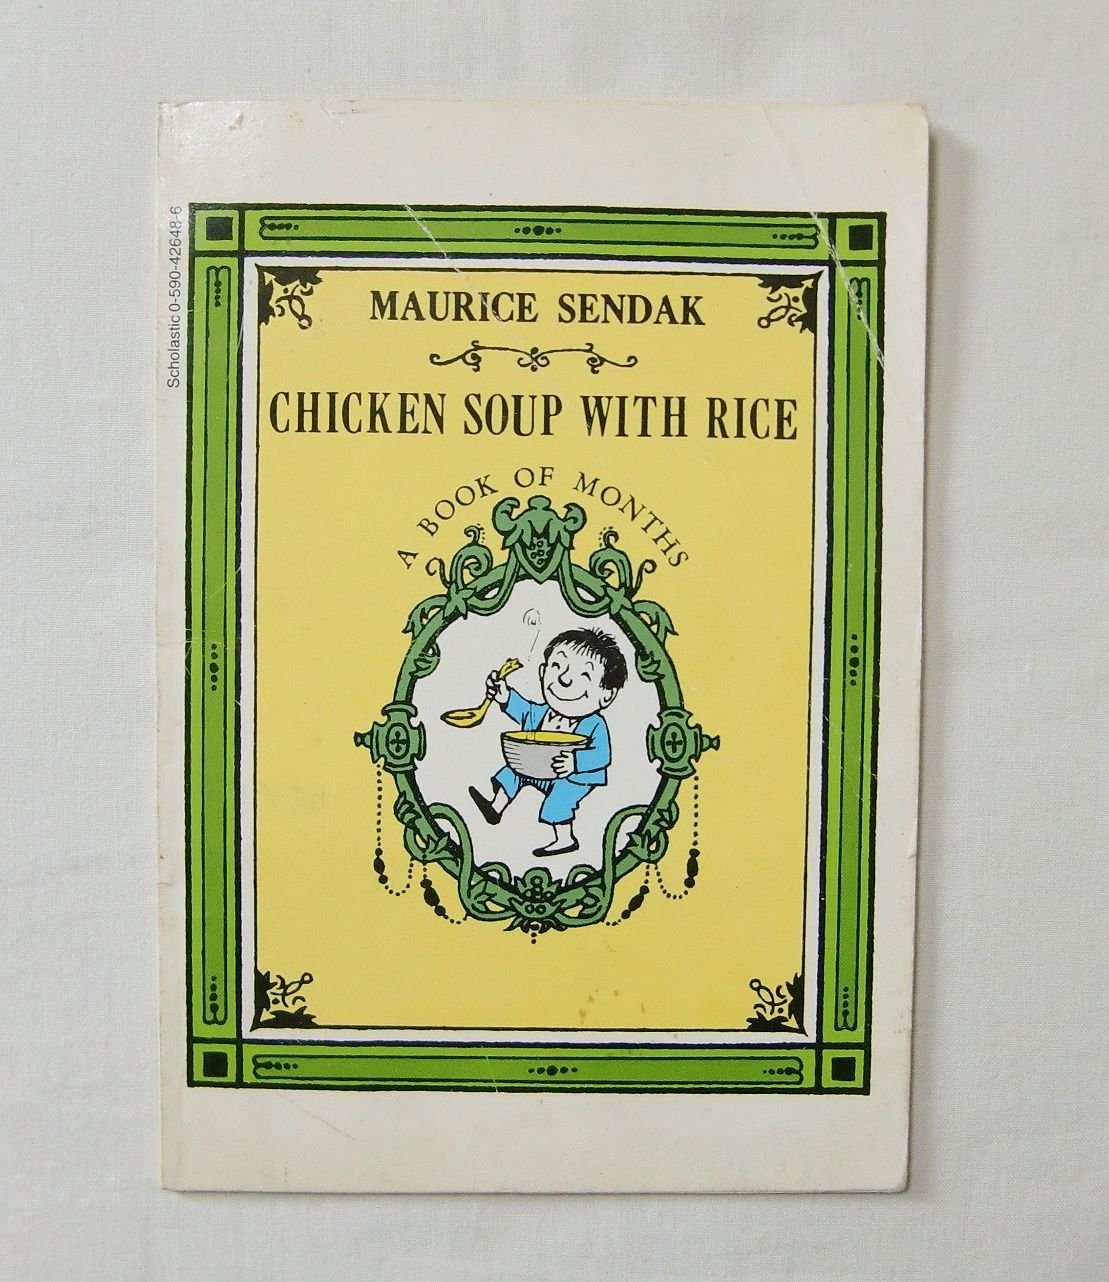 MAURICE SENDAK
CHICKEN SOUP WITH RICE
A BOOK OF MONTHS
Scholastic 0-590-42648-6